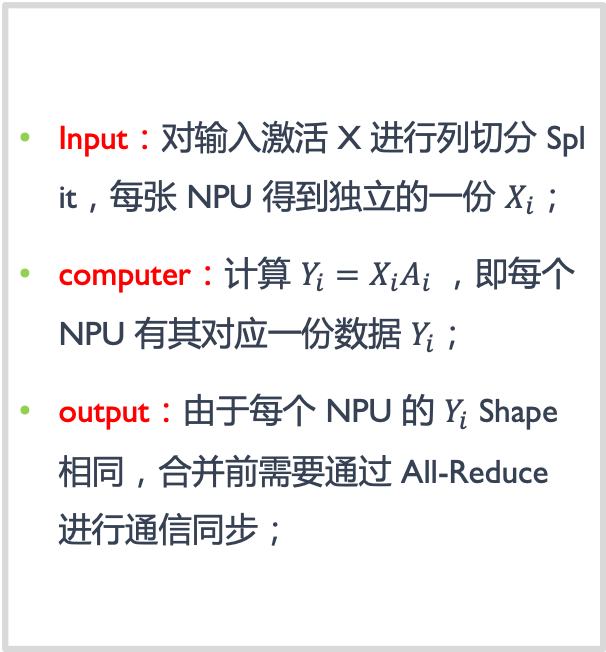 • Input：对输入激活 X 进行列切分 Spl
it，每张 NPU 得到独立的一份 𝑋ᵢ；
• computer：计算 𝑌ᵢ = 𝑋ᵢ𝐴ᵢ ，即每个
NPU 有其对应一份数据 𝑌ᵢ；
• output：由于每个 NPU 的 𝑌ᵢ Shape
相同，合并前需要通过 All-Reduce
进行通信同步；